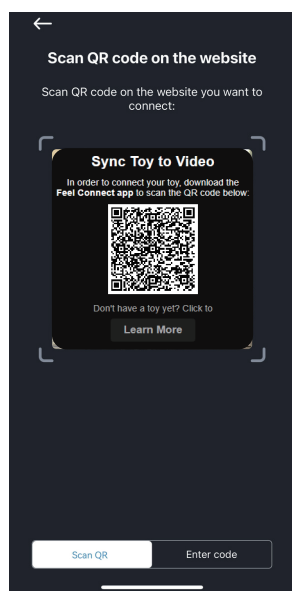 Scan QR code on the website
Scan QR code on the website you want to
connect:
Sync Toy to Video
In order to connect your toy, download the
Feel Connect app to scan the QR code below:
Don't have a toy yet? Click to
Learn More
Scan QR
Enter code